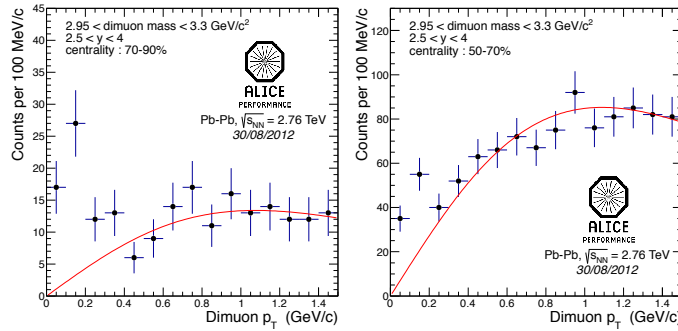 2.95 < dimuon mass < 3.3 GeV/c²
2.5 < y < 4
centrality : 70-90%
ALICE
PERFORMANCE
Pb-Pb, √sNN = 2.76 TeV
30/08/2012
Counts per 100 MeV/c
45
40
35
30
25
20
15
10
5
0
0 0.2 0.4 0.6 0.8 1 1.2 1.4
Dimuon pT (GeV/c)
2.95 < dimuon mass < 3.3 GeV/c²
2.5 < y < 4
centrality : 50-70%
ALICE
PERFORMANCE
Pb-Pb, √sNN = 2.76 TeV
30/08/2012
Counts per 100 MeV/c
120
100
80
60
40
20
0
0 0.2 0.4 0.6 0.8 1 1.2 1.4
Dimuon pT (GeV/c)